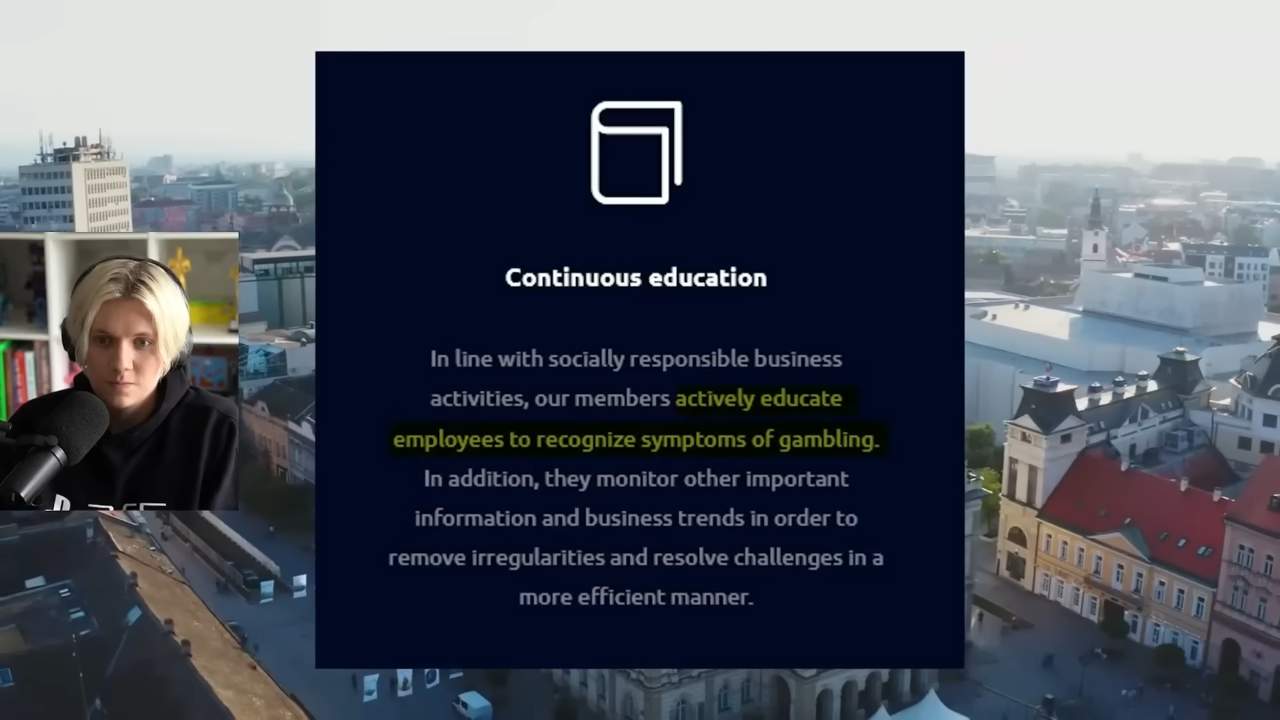 Continuous education
In line with socially responsible business
activities, our members actively educate
employees to recognize symptoms of gambling.
In addition, they monitor other important
information and business trends in order to
remove irregularities and resolve challenges in a
more efficient manner.